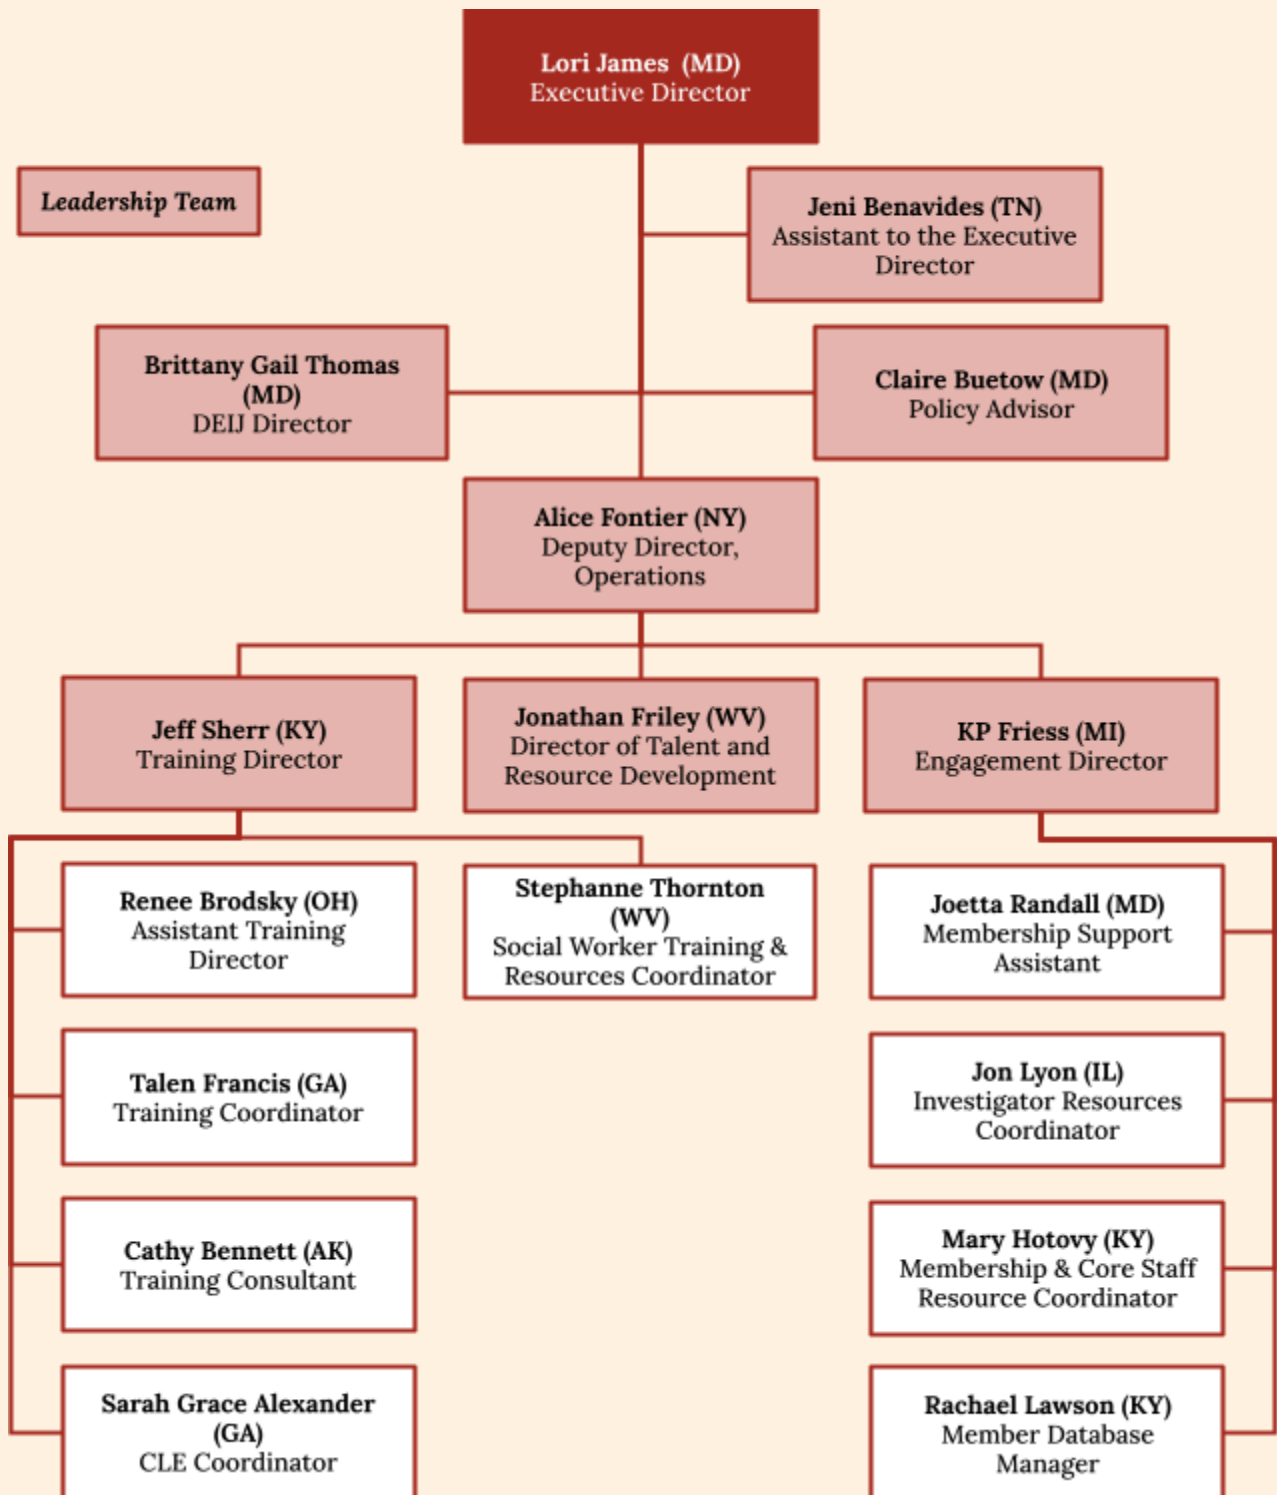 Lori James (MD)
Executive Director
Leadership Team
Jeni Benavides (TN)
Assistant to the Executive
Director
Brittany Gail Thomas
(MD)
DEIJ Director
Claire Buetow (MD)
Policy Advisor
Alice Fontier (NY)
Deputy Director,
Operations
Jeff Sherr (KY)
Training Director
Jonathan Friley (WV)
Director of Talent and
Resource Development
KP Friess (MI)
Engagement Director
Renee Brodsky (OH)
Assistant Training
Director
Stephanne Thornton
(WV)
Social Worker Training &
Resources Coordinator
Joetta Randall (MD)
Membership Support
Assistant
Talen Francis (GA)
Training Coordinator
Jon Lyon (IL)
Investigator Resources
Coordinator
Cathy Bennett (AK)
Training Consultant
Mary Hotovy (KY)
Membership & Core Staff
Resource Coordinator
Sarah Grace Alexander
(GA)
CLE Coordinator
Rachael Lawson (KY)
Member Database
Manager